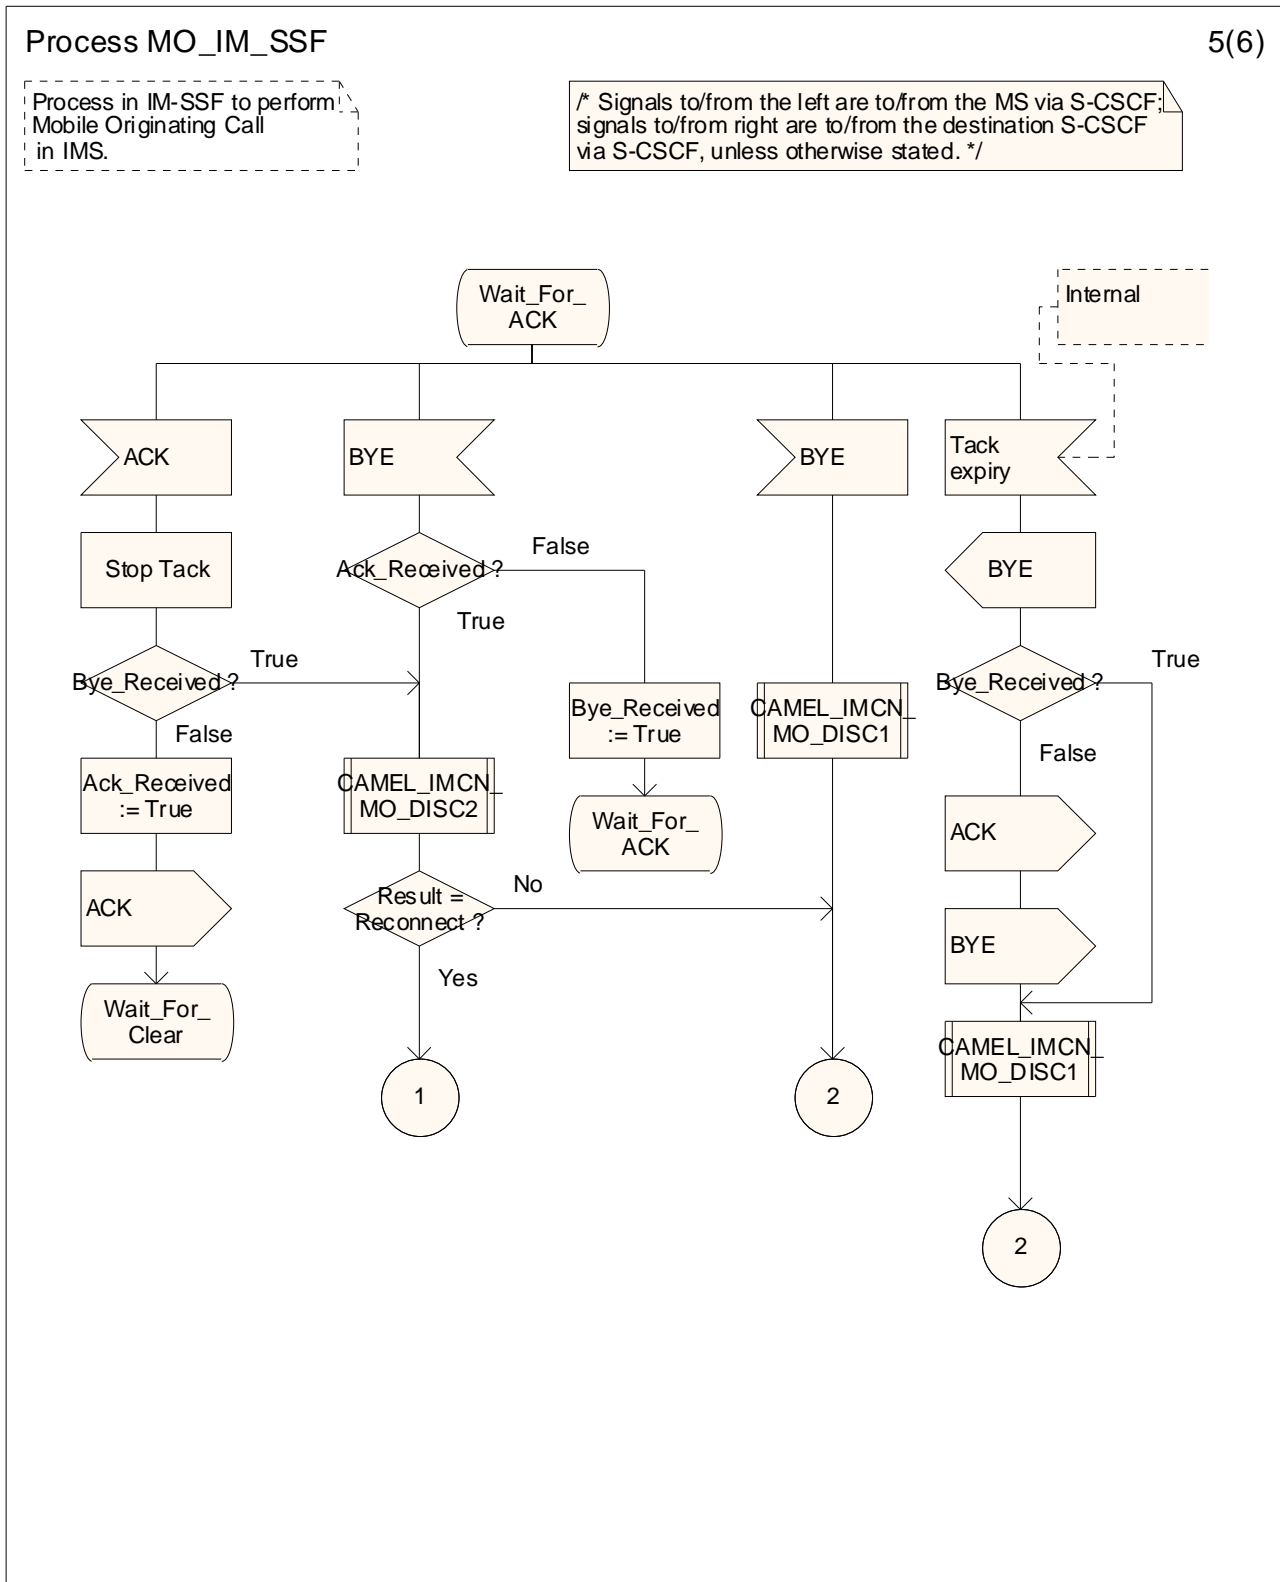 Process MO_IM_SSF
5(6)
Process in IM-SSF to perform
Mobile Originating Call
in IMS.
/* Signals to/from the left are to/from the MS via S-CSCF;
signals to/from right are to/from the destination S-CSCF
via S-CSCF, unless otherwise stated. */
Wait_For_
ACK
Internal
ACK
BYE
BYE
Tack
expiry
Stop Tack
Ack_Received ?
False
True
BYE
Bye_Received ?
True
False
Bye_Received
:= True
CAMEL_IMCN_
MO_DISC1
Bye_Received ?
True
False
Ack_Received
:= True
CAMEL_IMCN_
MO_DISC2
Wait_For_
ACK
ACK
ACK
Result =
Reconnect ?
No
Yes
BYE
Wait_For_
Clear
CAMEL_IMCN_
MO_DISC1
1
2
2